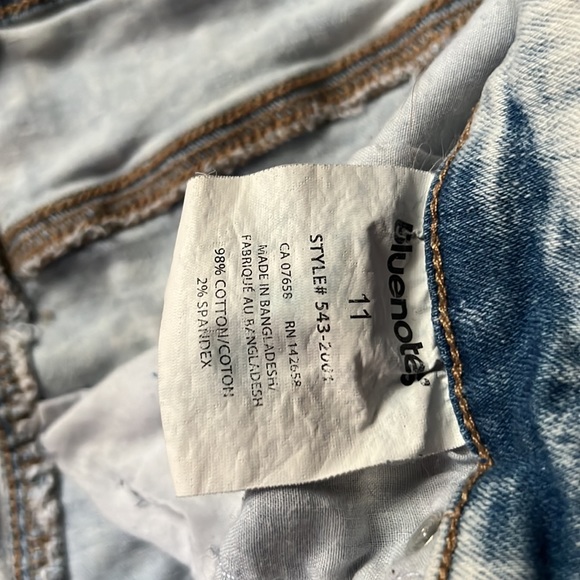 bluenotes
11
STYLE# 543-2001
CA 07658 RN 142658
MADE IN BANGLADESH/
FABRIQUÉ AU BANGLADESH
98% COTTON/COTON
2% SPANDEX